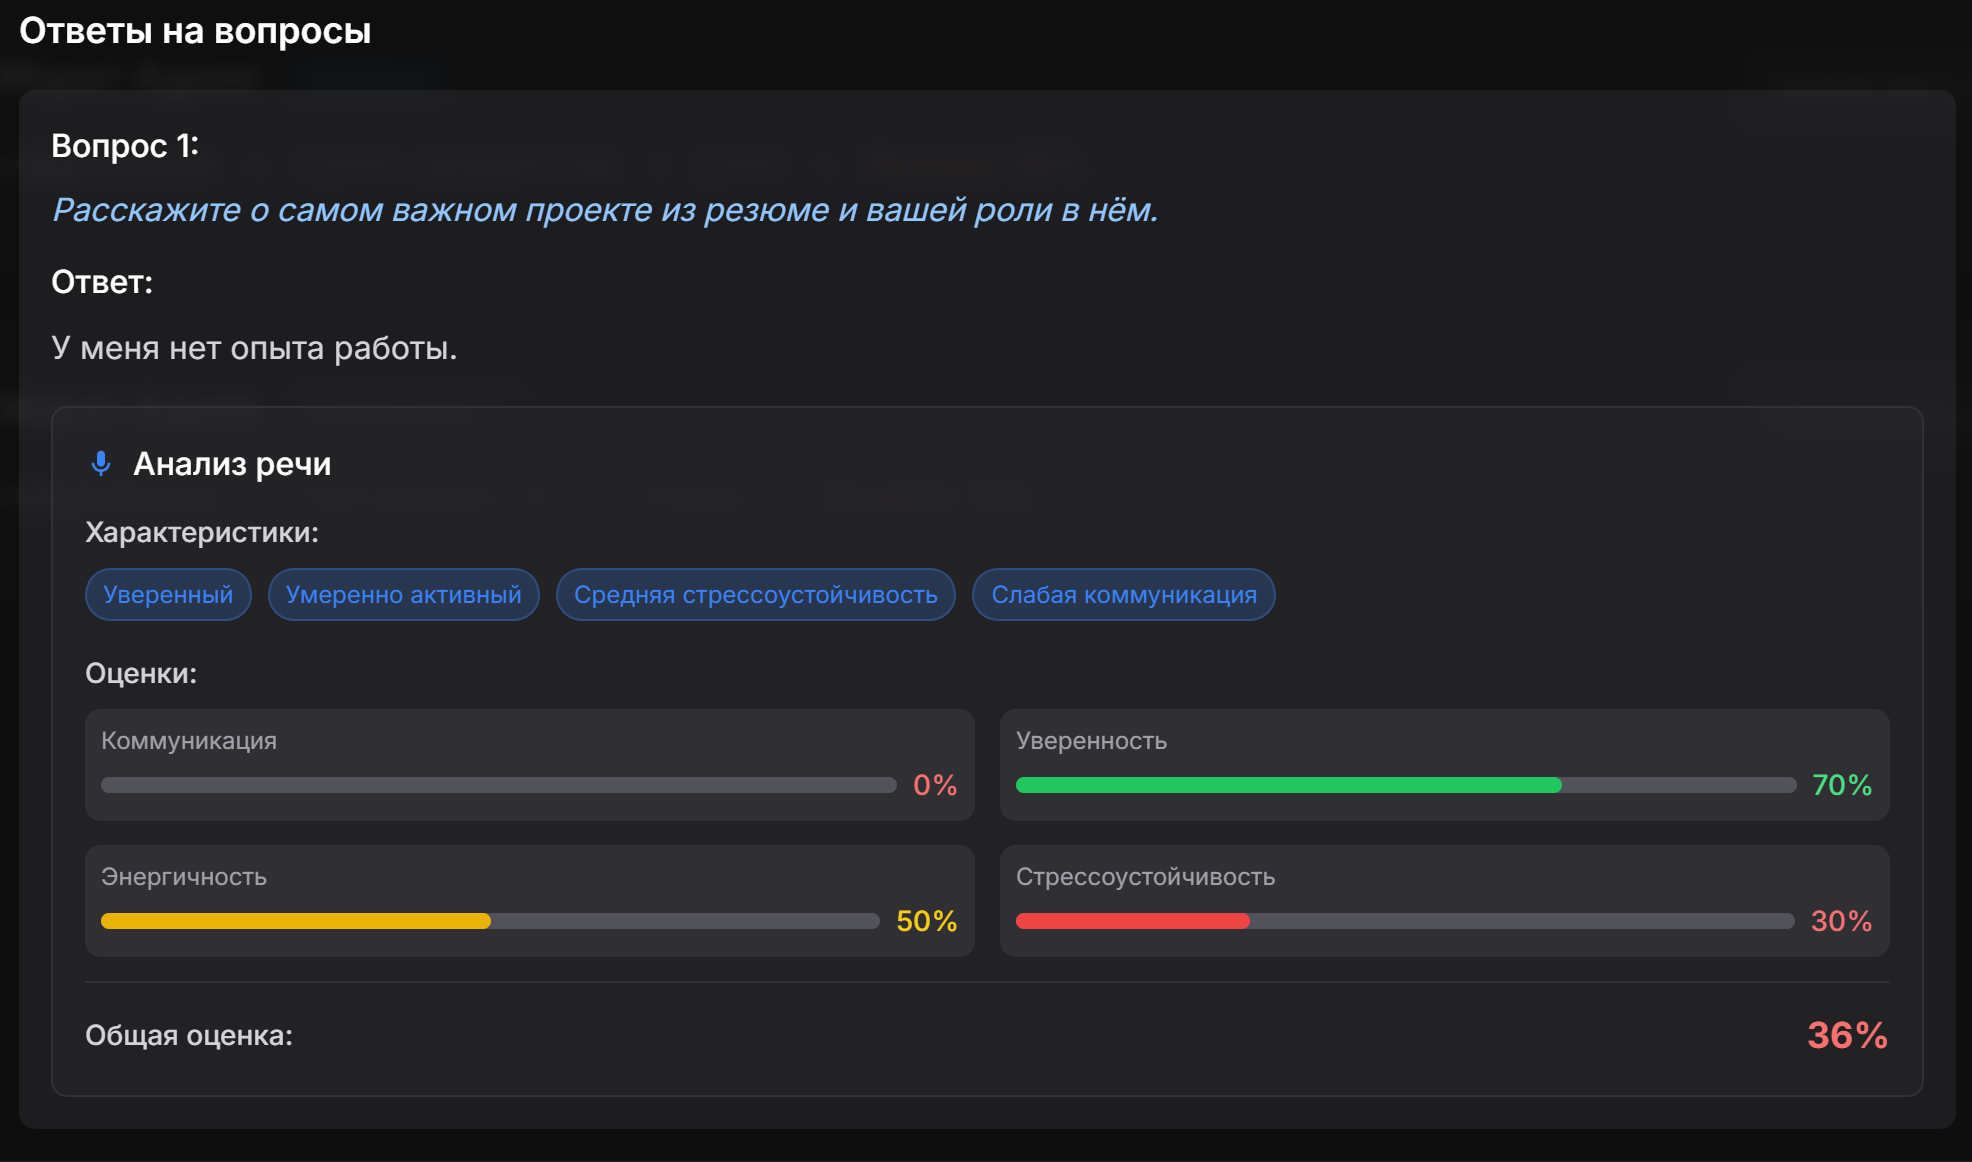 Ответы на вопросы
Вопрос 1:
Расскажите о самом важном проекте из резюме и вашей роли в нём.
Ответ:
У меня нет опыта работы.
Анализ речи
Характеристики:
Уверенный Умеренно активный Средняя стрессоустойчивость Слабая коммуникация
Оценки:
Коммуникация
0%
Уверенность
70%
Энергичность
50%
Стрессоустойчивость
30%
Общая оценка:
36%